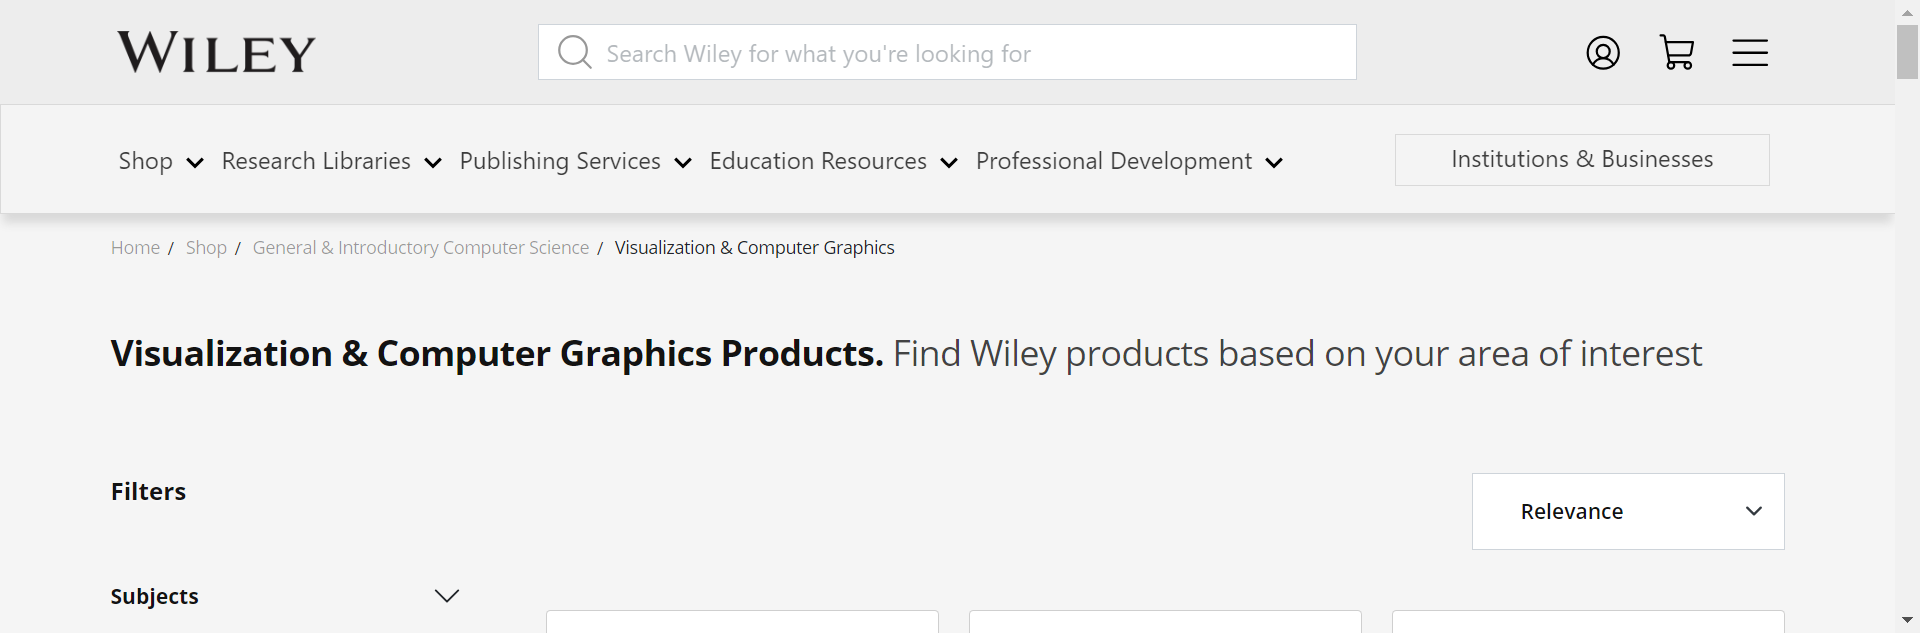 WILEY
Search Wiley for what you're looking for
Shop Research Libraries Publishing Services Education Resources Professional Development Institutions & Businesses
Home / Shop / General & Introductory Computer Science / Visualization & Computer Graphics
Visualization & Computer Graphics Products. Find Wiley products based on your area of interest
Filters
Relevance
Subjects